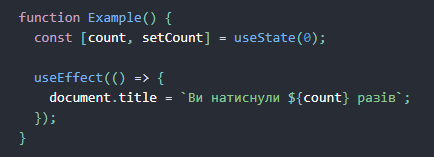 function Example() {
  const [count, setCount] = useState(0);

  useEffect(() => {
    document.title = `Ви натиснули ${count} разів`;
  });
}